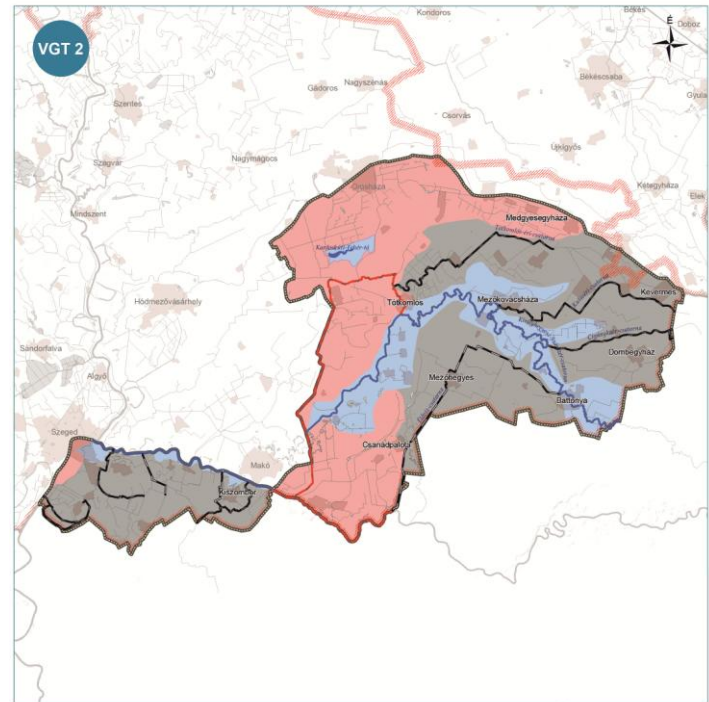 VGT 2
Kondoros
Békés
Doboz
É
Nagyszénás
Békéscsaba
Gádoros
Gyula
Szentes
Csorvás
Újkígyós
Szegvár
Nagymágocs
Kétegyháza
Orosháza
Elek
Mindszent
Medgyesegyháza
Kevermes
Hódmezővásárhely
Tótkomlós
Mezőkovácsháza
Sándorfalva
Dombegyház
Algyő
Mezőhegyes
Battonya
Szeged
Csanádpalota
Makó
Kiszombor